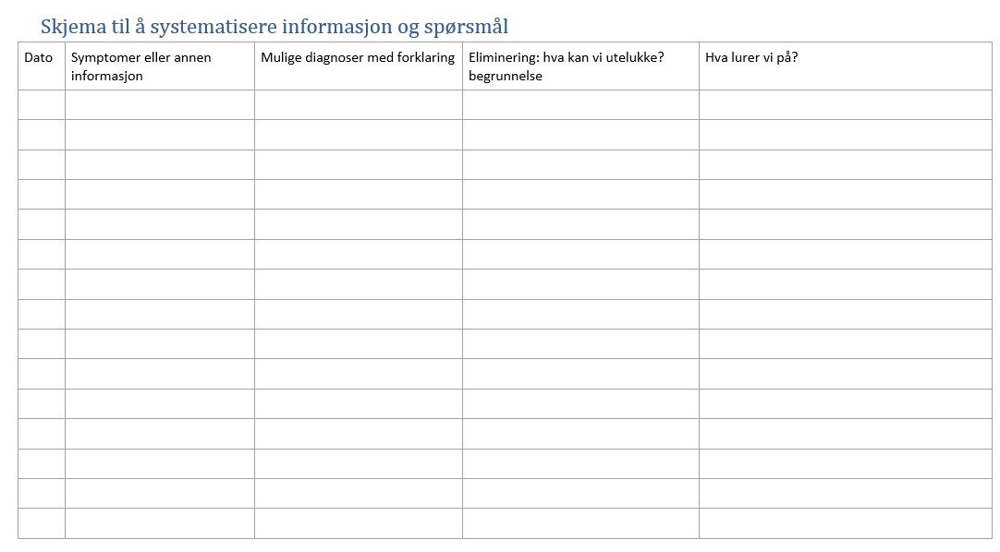 Skjema til å systematisere informasjon og spørsmål
Dato
Symptomer eller annen
informasjon
Mulige diagnoser med forklaring
Eliminering: hva kan vi utelukke?
begrunnelse
Hva lurer vi på?